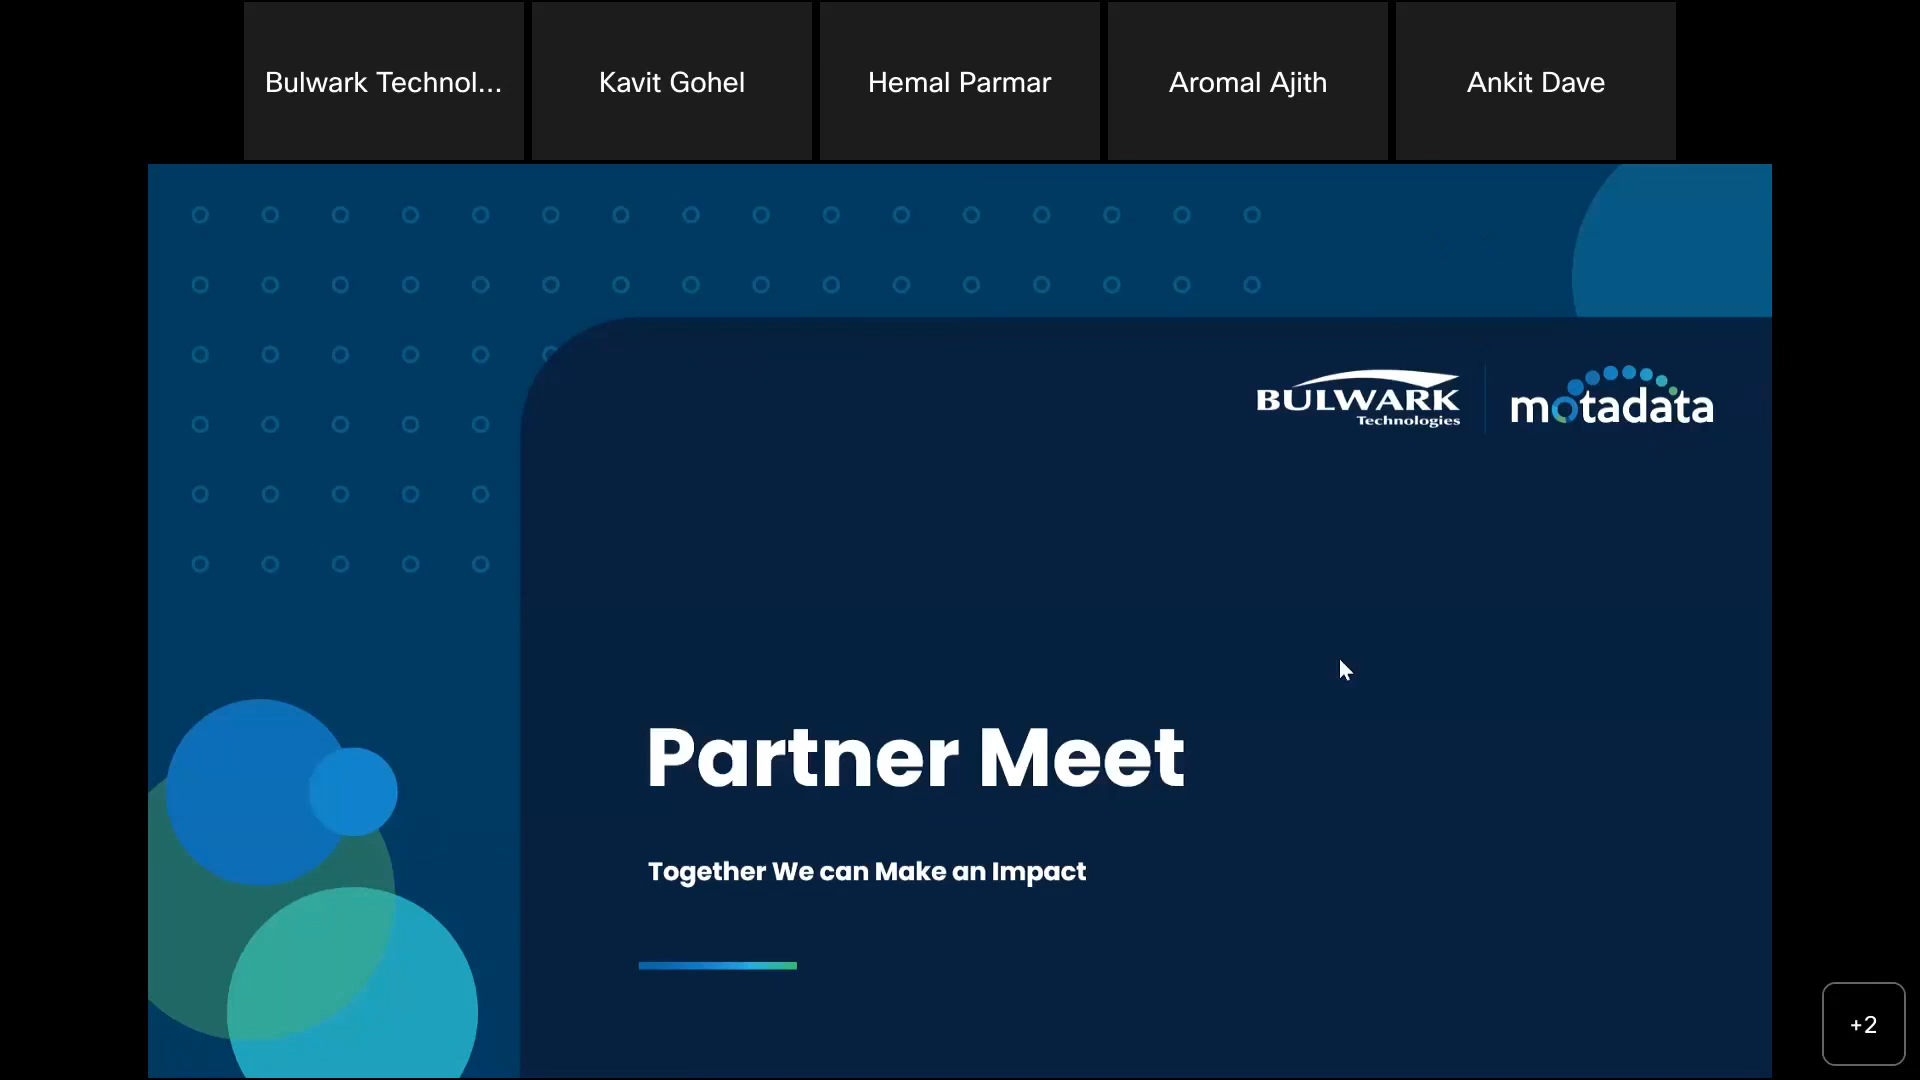 Bulwark Technol...
Kavit Gohel
Hemal Parmar
Aromal Ajith
Ankit Dave
BULWARK
Technologies
motadata
Partner Meet
Together We can Make an Impact
+2